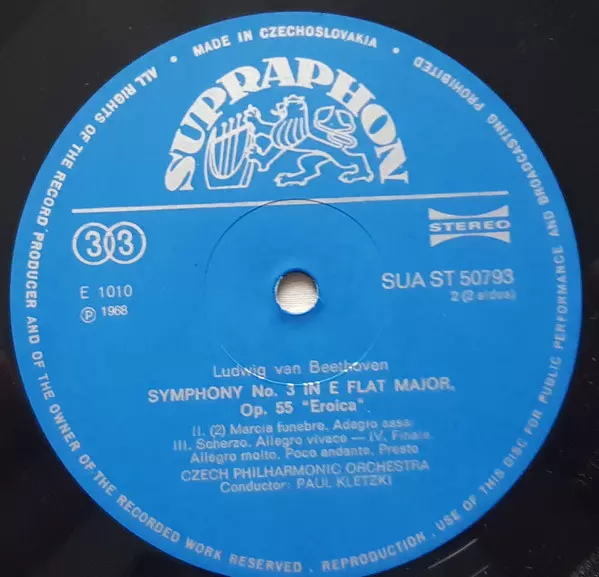 MADE IN CZECHOSLOVAKIA • ALL RIGHTS OF THE RECORD PRODUCER AND OF THE OWNER OF THE RECORDED WORK RESERVED . REPRODUCTION . USE OF THIS DISC FOR PUBLIC PERFORMANCE AND BROADCASTING PROHIBITED •
SUPRAPHON
33
STEREO
E 1010
SUA ST 50793
℗ 1968
2 (2 sides)
Ludwig van Beethoven
SYMPHONY No. 3 IN E FLAT MAJOR,
Op. 55 "Eroica"
II. (2) Marcia funebre. Adagio assai
III. Scherzo. Allegro vivace — IV. Finale.
Allegro molto. Poco andante. Presto
CZECH PHILHARMONIC ORCHESTRA
Conductor: PAUL KLETZKI